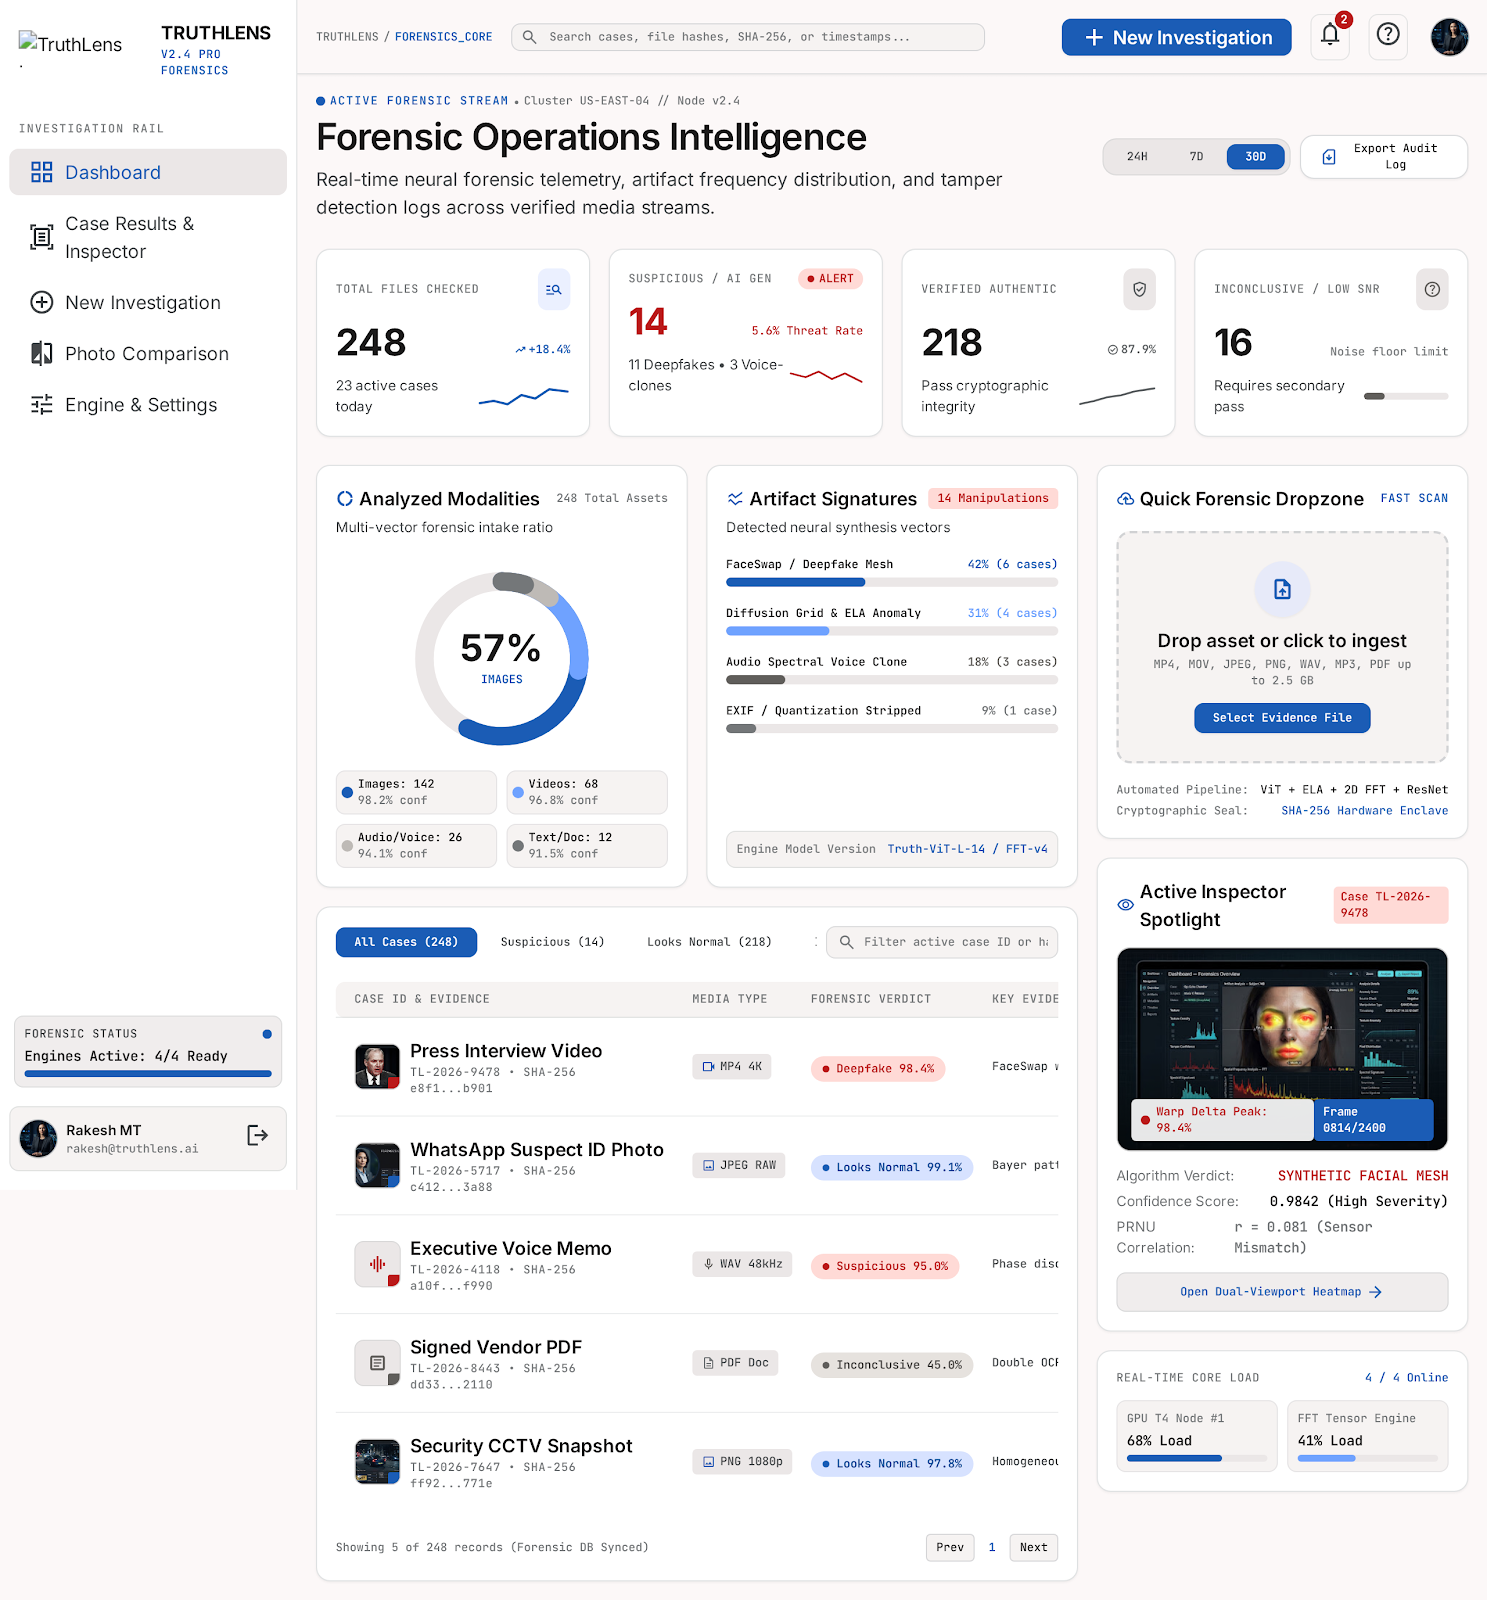 TruthLens
.
TRUTHLENS
V2.4 PRO
FORENSICS
INVESTIGATION RAIL
Dashboard
Case Results &
Inspector
New Investigation
Photo Comparison
Engine & Settings
FORENSIC STATUS
Engines Active: 4/4 Ready
Rakesh MT
rakesh@truthlens.ai
TRUTHLENS / FORENSICS_CORE
Search cases, file hashes, SHA-256, or timestamps...
New Investigation
2
ACTIVE FORENSIC STREAM • Cluster US-EAST-04 // Node v2.4
Forensic Operations Intelligence
Real-time neural forensic telemetry, artifact frequency distribution, and tamper
detection logs across verified media streams.
24H
7D
30D
Export Audit
Log
TOTAL FILES CHECKED
248
+18.4%
23 active cases
today
SUSPICIOUS / AI GEN
ALERT
14
5.6% Threat Rate
11 Deepfakes • 3 Voice-
clones
VERIFIED AUTHENTIC
218
87.9%
Pass cryptographic
integrity
INCONCLUSIVE / LOW SNR
16
Noise floor limit
Requires secondary
pass
Analyzed Modalities
248 Total Assets
Multi-vector forensic intake ratio
57%
IMAGES
Images: 142
98.2% conf
Videos: 68
96.8% conf
Audio/Voice: 26
94.1% conf
Text/Doc: 12
91.5% conf
Artifact Signatures
14 Manipulations
Detected neural synthesis vectors
FaceSwap / Deepfake Mesh
42% (6 cases)
Diffusion Grid & ELA Anomaly
31% (4 cases)
Audio Spectral Voice Clone
18% (3 cases)
EXIF / Quantization Stripped
9% (1 case)
Engine Model Version
Truth-ViT-L-14 / FFT-v4
Quick Forensic Dropzone
FAST SCAN
Drop asset or click to ingest
MP4, MOV, JPEG, PNG, WAV, MP3, PDF up
to 2.5 GB
Select Evidence File
Automated Pipeline:
ViT + ELA + 2D FFT + ResNet
Cryptographic Seal:
SHA-256 Hardware Enclave
All Cases (248)
Suspicious (14)
Looks Normal (218)
Filter active case ID or ha
CASE ID & EVIDENCE
MEDIA TYPE
FORENSIC VERDICT
KEY EVIDE
Press Interview Video
TL-2026-9478 • SHA-256
e8f1...b901
MP4 4K
Deepfake 98.4%
FaceSwap w
WhatsApp Suspect ID Photo
TL-2026-5717 • SHA-256
c412...3a88
JPEG RAW
Looks Normal 99.1%
Bayer patt
Executive Voice Memo
TL-2026-4118 • SHA-256
a10f...f990
WAV 48kHz
Suspicious 95.0%
Phase disc
Signed Vendor PDF
TL-2026-8443 • SHA-256
dd33...2110
PDF Doc
Inconclusive 45.0%
Double OCR
Security CCTV Snapshot
TL-2026-7647 • SHA-256
ff92...771e
PNG 1080p
Looks Normal 97.8%
Homogeneou
Showing 5 of 248 records (Forensic DB Synced)
Prev
1
Next
Active Inspector
Spotlight
Case TL-2026-
9478
Dashboard — Forensics Overview
Warp Delta Peak:
98.4%
Frame
0814/2400
Algorithm Verdict:
SYNTHETIC FACIAL MESH
Confidence Score:
0.9842 (High Severity)
PRNU
Correlation:
r = 0.081 (Sensor
Mismatch)
Open Dual-Viewport Heatmap
REAL-TIME CORE LOAD
4 / 4 Online
GPU T4 Node #1
68% Load
FFT Tensor Engine
41% Load